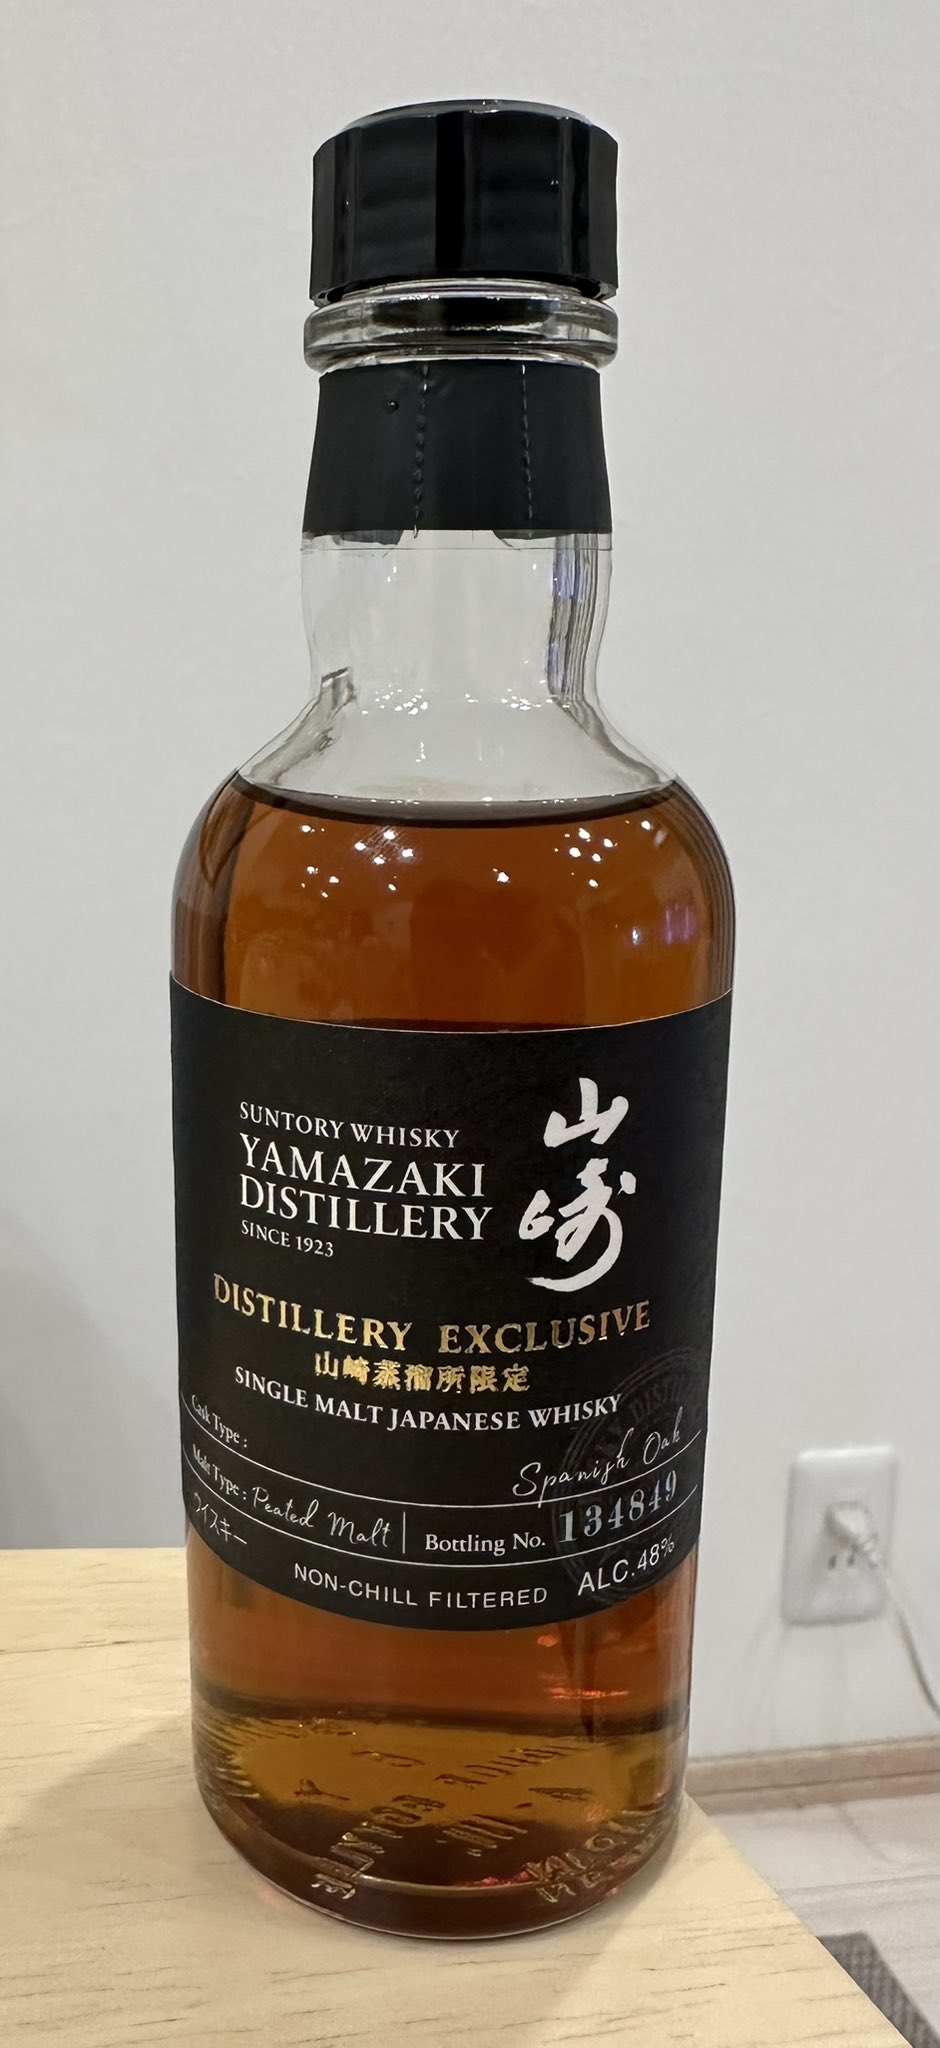 SUNTORY WHISKY
YAMAZAKI
DISTILLERY
SINCE 1923
山崎
DISTILLERY EXCLUSIVE
山崎蒸溜所限定
SINGLE MALT JAPANESE WHISKY
Cask Type :
Spanish Oak
Malt Type : Peated Malt
Bottling No. 134849
ウイスキー
NON-CHILL FILTERED
ALC.48%